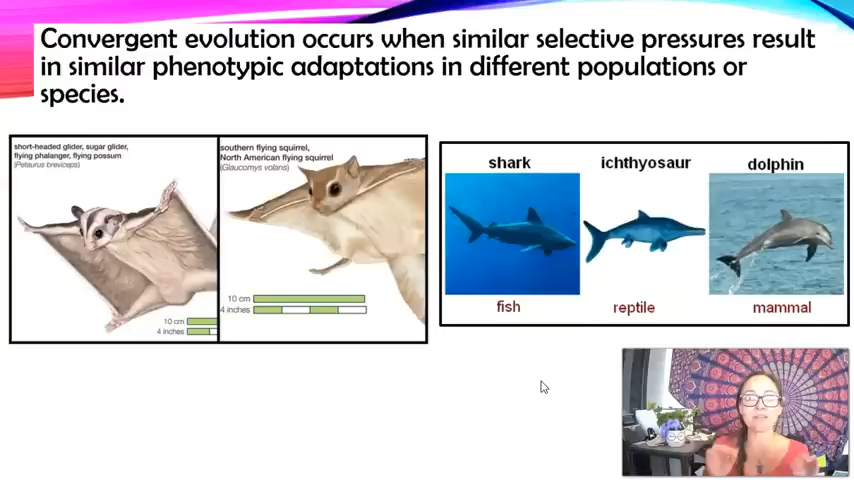 Convergent evolution occurs when similar selective pressures result
in similar phenotypic adaptations in different populations or
species.
short-headed glider, sugar glider,
flying phalanger, flying possum
(Petaurus breviceps)
10 cm
4 inches
southern flying squirrel,
North American flying squirrel
(Glaucomys volans)
10 cm
4 inches
shark
ichthyosaur
dolphin
fish
reptile
mammal